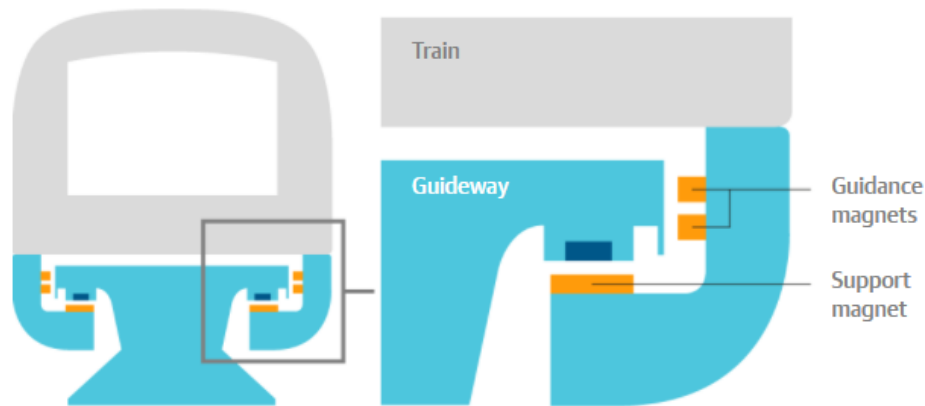 Train
Guideway
Guidance
magnets
Support
magnet